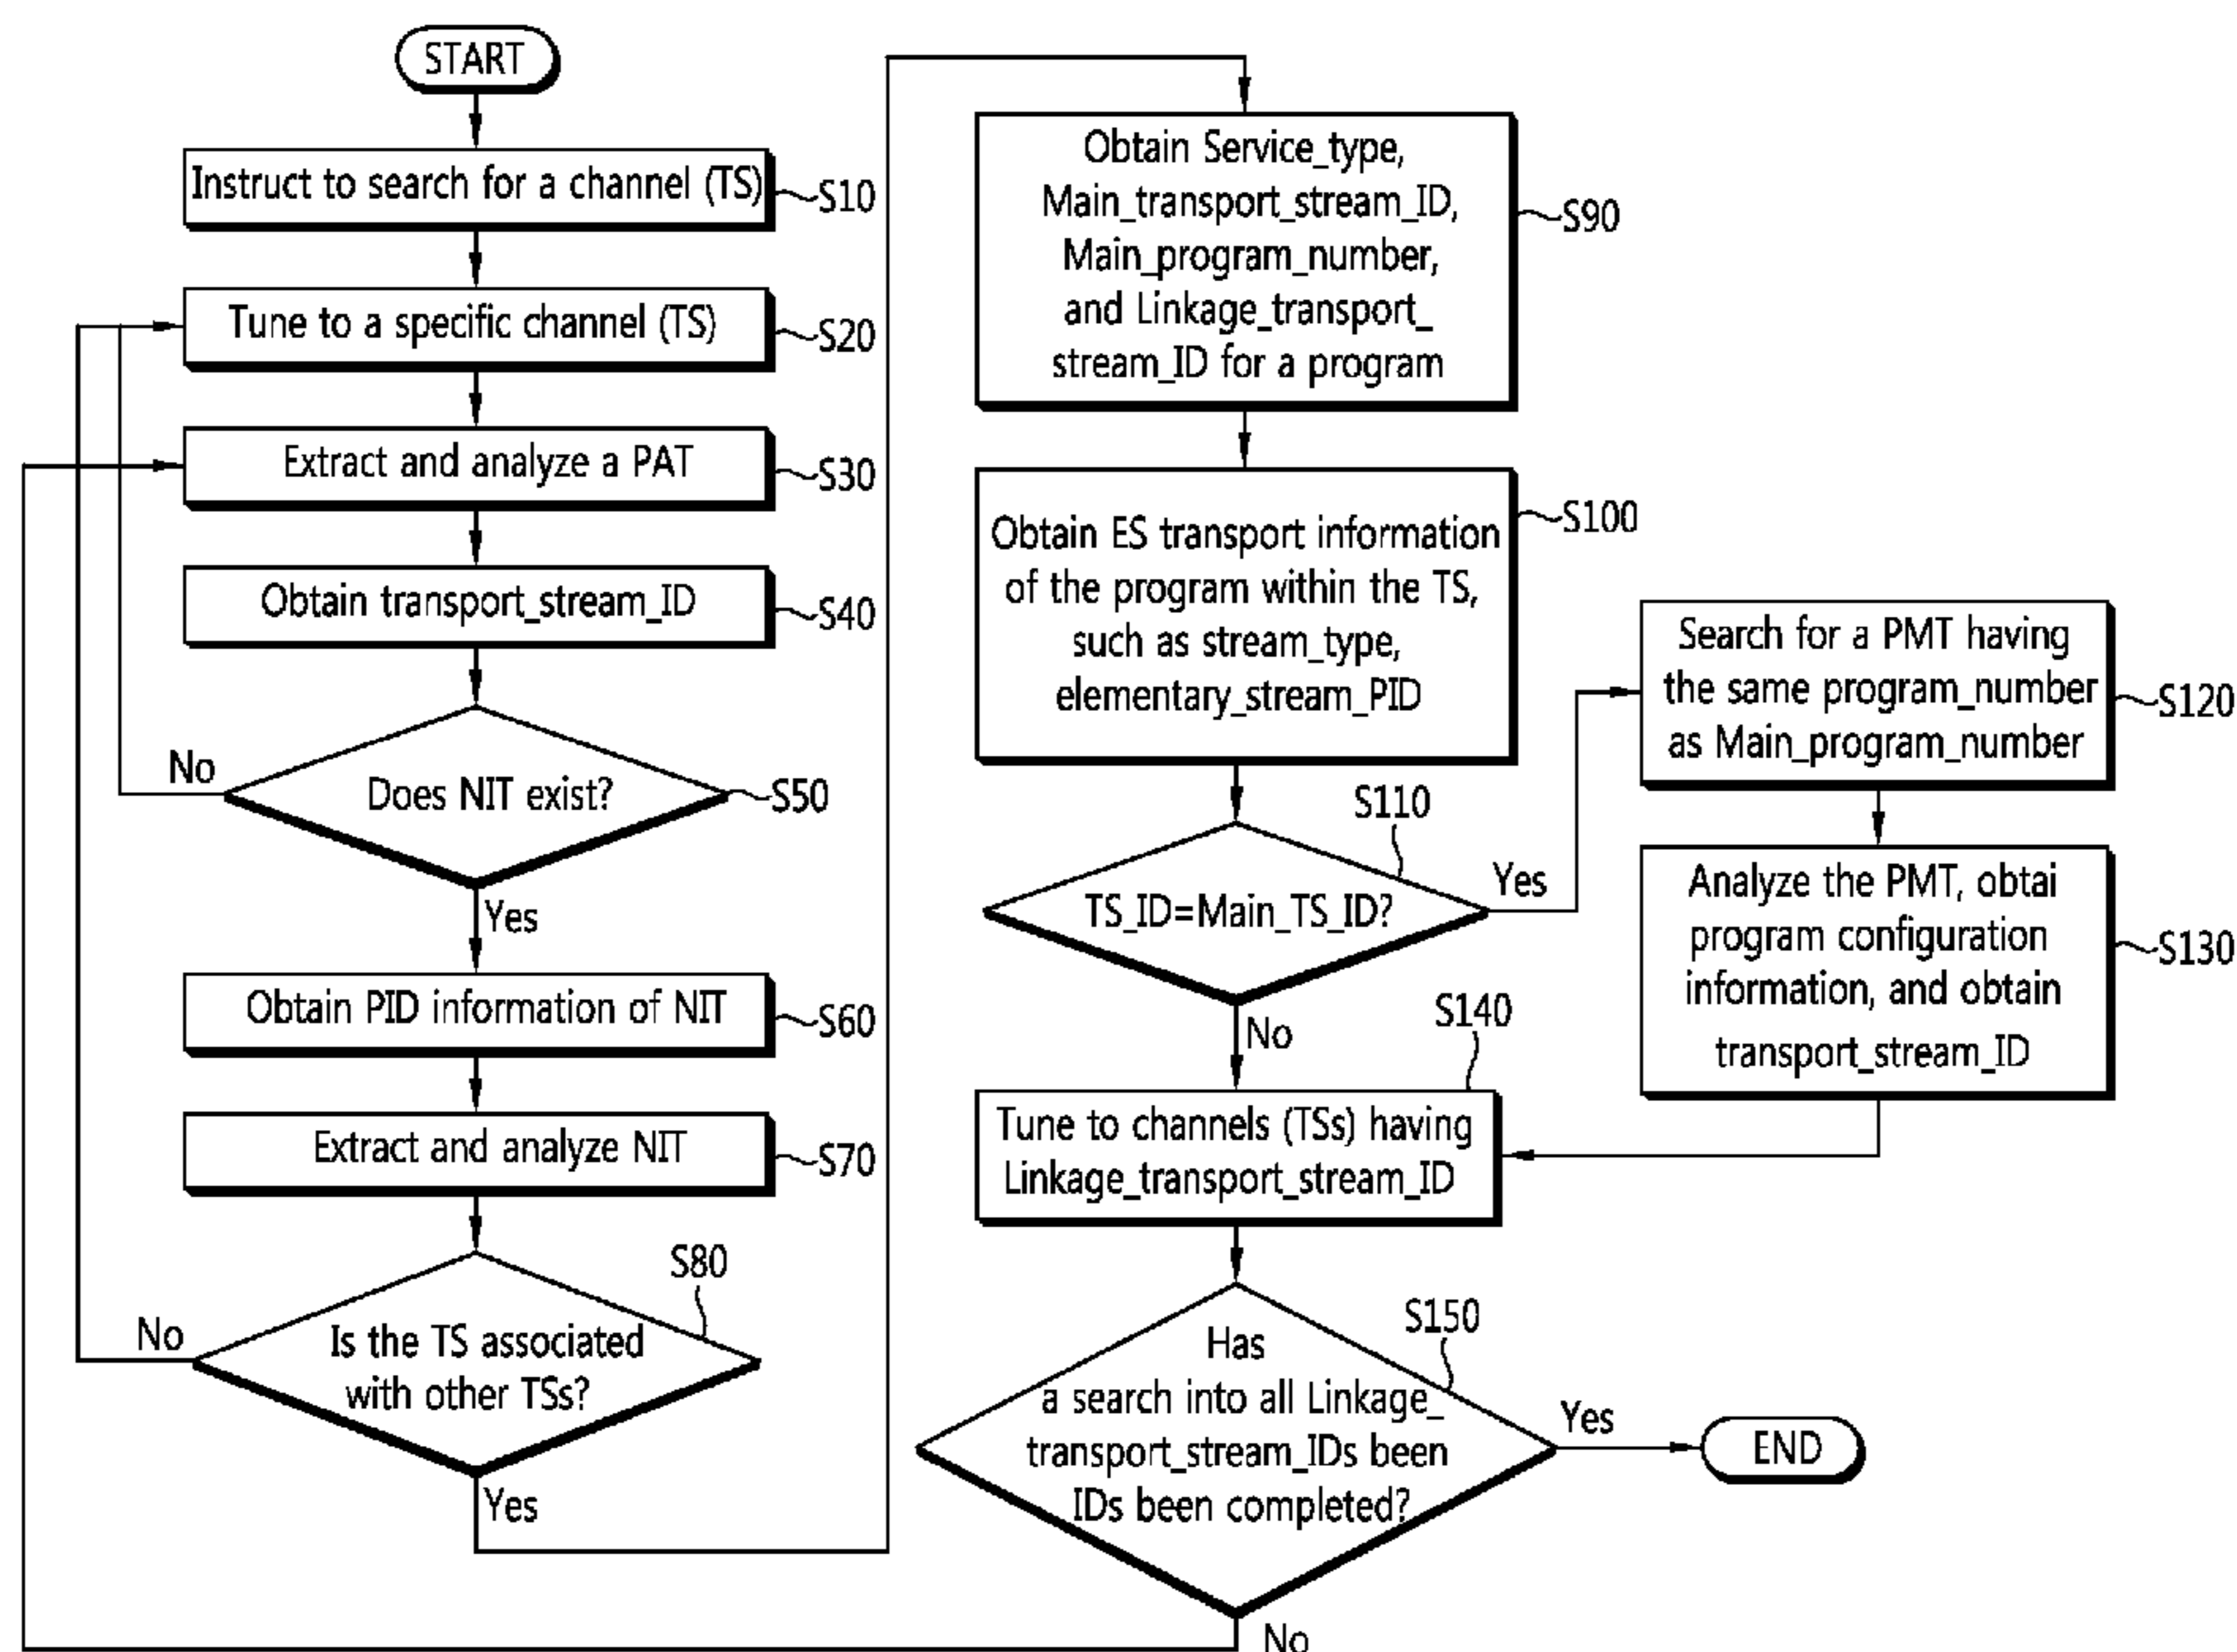 START
Instruct to search for a channel (TS)
S10
Tune to a specific channel (TS)
S20
Extract and analyze a PAT
S30
Obtain transport_stream_ID
S40
Does NIT exist?
S50
No
Yes
Obtain PID information of NIT
S60
Extract and analyze NIT
S70
S80
Is the TS associated
with other TSs?
No
Yes
Obtain Service_type,
Main_transport_stream_ID,
Main_program_number,
and Linkage_transport_
stream_ID for a program
S90
Obtain ES transport information
of the program within the TS,
such as stream_type,
elementary_stream_PID
S100
S110
TS_ID=Main_TS_ID?
Yes
No
Search for a PMT having
the same program_number
as Main_program_number
S120
Analyze the PMT, obtai
program configuration
information, and obtain
transport_stream_ID
S130
S140
Tune to channels (TSs) having
Linkage_transport_stream_ID
S150
Has
a search into all Linkage_
transport_stream_IDs been
IDs been completed?
Yes
No
END